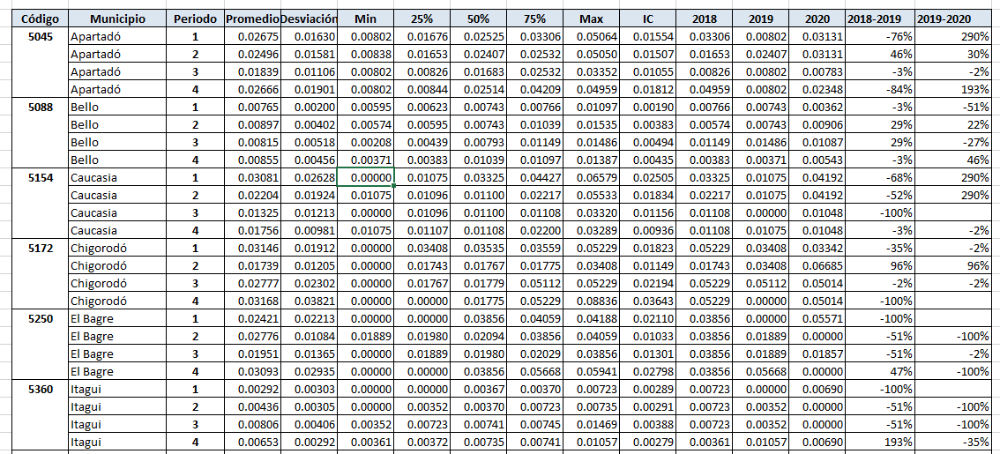 Código Municipio Periodo Promedio Desviación Min 25% 50% 75% Max IC 2018 2019 2020 2018-2019 2019-2020
5045 Apartadó 1 0.02675 0.01630 0.00802 0.01676 0.02525 0.03306 0.05064 0.01554 0.03306 0.00802 0.03131 -76% 290%
Apartadó 2 0.02496 0.01581 0.00838 0.01653 0.02407 0.02532 0.05050 0.01507 0.01653 0.02407 0.03131 46% 30%
Apartadó 3 0.01839 0.01106 0.00802 0.00826 0.01683 0.02532 0.03352 0.01055 0.00826 0.00802 0.00783 -3% -2%
Apartadó 4 0.02666 0.01901 0.00802 0.00844 0.02514 0.04209 0.04959 0.01812 0.04959 0.00802 0.02348 -84% 193%
5088 Bello 1 0.00765 0.00200 0.00595 0.00623 0.00743 0.00766 0.01097 0.00190 0.00766 0.00743 0.00362 -3% -51%
Bello 2 0.00897 0.00402 0.00574 0.00595 0.00743 0.01039 0.01535 0.00383 0.00574 0.00743 0.00906 29% 22%
Bello 3 0.00815 0.00518 0.00208 0.00439 0.00793 0.01149 0.01486 0.00494 0.01149 0.01486 0.01087 29% -27%
Bello 4 0.00855 0.00456 0.00371 0.00383 0.01039 0.01097 0.01387 0.00435 0.00383 0.00371 0.00543 -3% 46%
5154 Caucasia 1 0.03081 0.02628 0.00000 0.01075 0.03325 0.04427 0.06579 0.02505 0.03325 0.01075 0.04192 -68% 290%
Caucasia 2 0.02204 0.01924 0.01075 0.01096 0.01100 0.02217 0.05533 0.01834 0.02217 0.01075 0.04192 -52% 290%
Caucasia 3 0.01325 0.01213 0.00000 0.01096 0.01100 0.01108 0.03320 0.01156 0.01108 0.00000 0.01048 -100%
Caucasia 4 0.01756 0.00981 0.01075 0.01107 0.01108 0.02200 0.03289 0.00936 0.01108 0.01075 0.01048 -3% -2%
5172 Chigorodó 1 0.03146 0.01912 0.00000 0.03408 0.03535 0.03559 0.05229 0.01823 0.05229 0.03408 0.03342 -35% -2%
Chigorodó 2 0.01739 0.01205 0.00000 0.01743 0.01767 0.01775 0.03408 0.01149 0.01743 0.03408 0.06685 96% 96%
Chigorodó 3 0.02777 0.02302 0.00000 0.01767 0.01779 0.05112 0.05229 0.02194 0.05229 0.05112 0.05014 -2% -2%
Chigorodó 4 0.03168 0.03821 0.00000 0.00000 0.01775 0.05229 0.08836 0.03643 0.05229 0.00000 0.05014 -100%
5250 El Bagre 1 0.02421 0.02213 0.00000 0.00000 0.03856 0.04059 0.04188 0.02110 0.03856 0.00000 0.05571 -100%
El Bagre 2 0.02776 0.01084 0.01889 0.01980 0.02094 0.03856 0.04059 0.01033 0.03856 0.01889 0.00000 -51% -100%
El Bagre 3 0.01951 0.01365 0.00000 0.01889 0.01980 0.02029 0.03856 0.01301 0.03856 0.01889 0.01857 -51% -2%
El Bagre 4 0.03093 0.02935 0.00000 0.00000 0.03856 0.05668 0.05941 0.02798 0.03856 0.05668 0.00000 47% -100%
5360 Itagui 1 0.00292 0.00303 0.00000 0.00000 0.00367 0.00370 0.00723 0.00289 0.00723 0.00000 0.00690 -100%
Itagui 2 0.00436 0.00305 0.00000 0.00352 0.00370 0.00723 0.00735 0.00291 0.00723 0.00352 0.00000 -51% -100%
Itagui 3 0.00806 0.00406 0.00352 0.00723 0.00741 0.00745 0.01469 0.00388 0.00723 0.00352 0.00000 -51% -100%
Itagui 4 0.00653 0.00292 0.00361 0.00372 0.00735 0.00741 0.01057 0.00279 0.00361 0.01057 0.00690 193% -35%